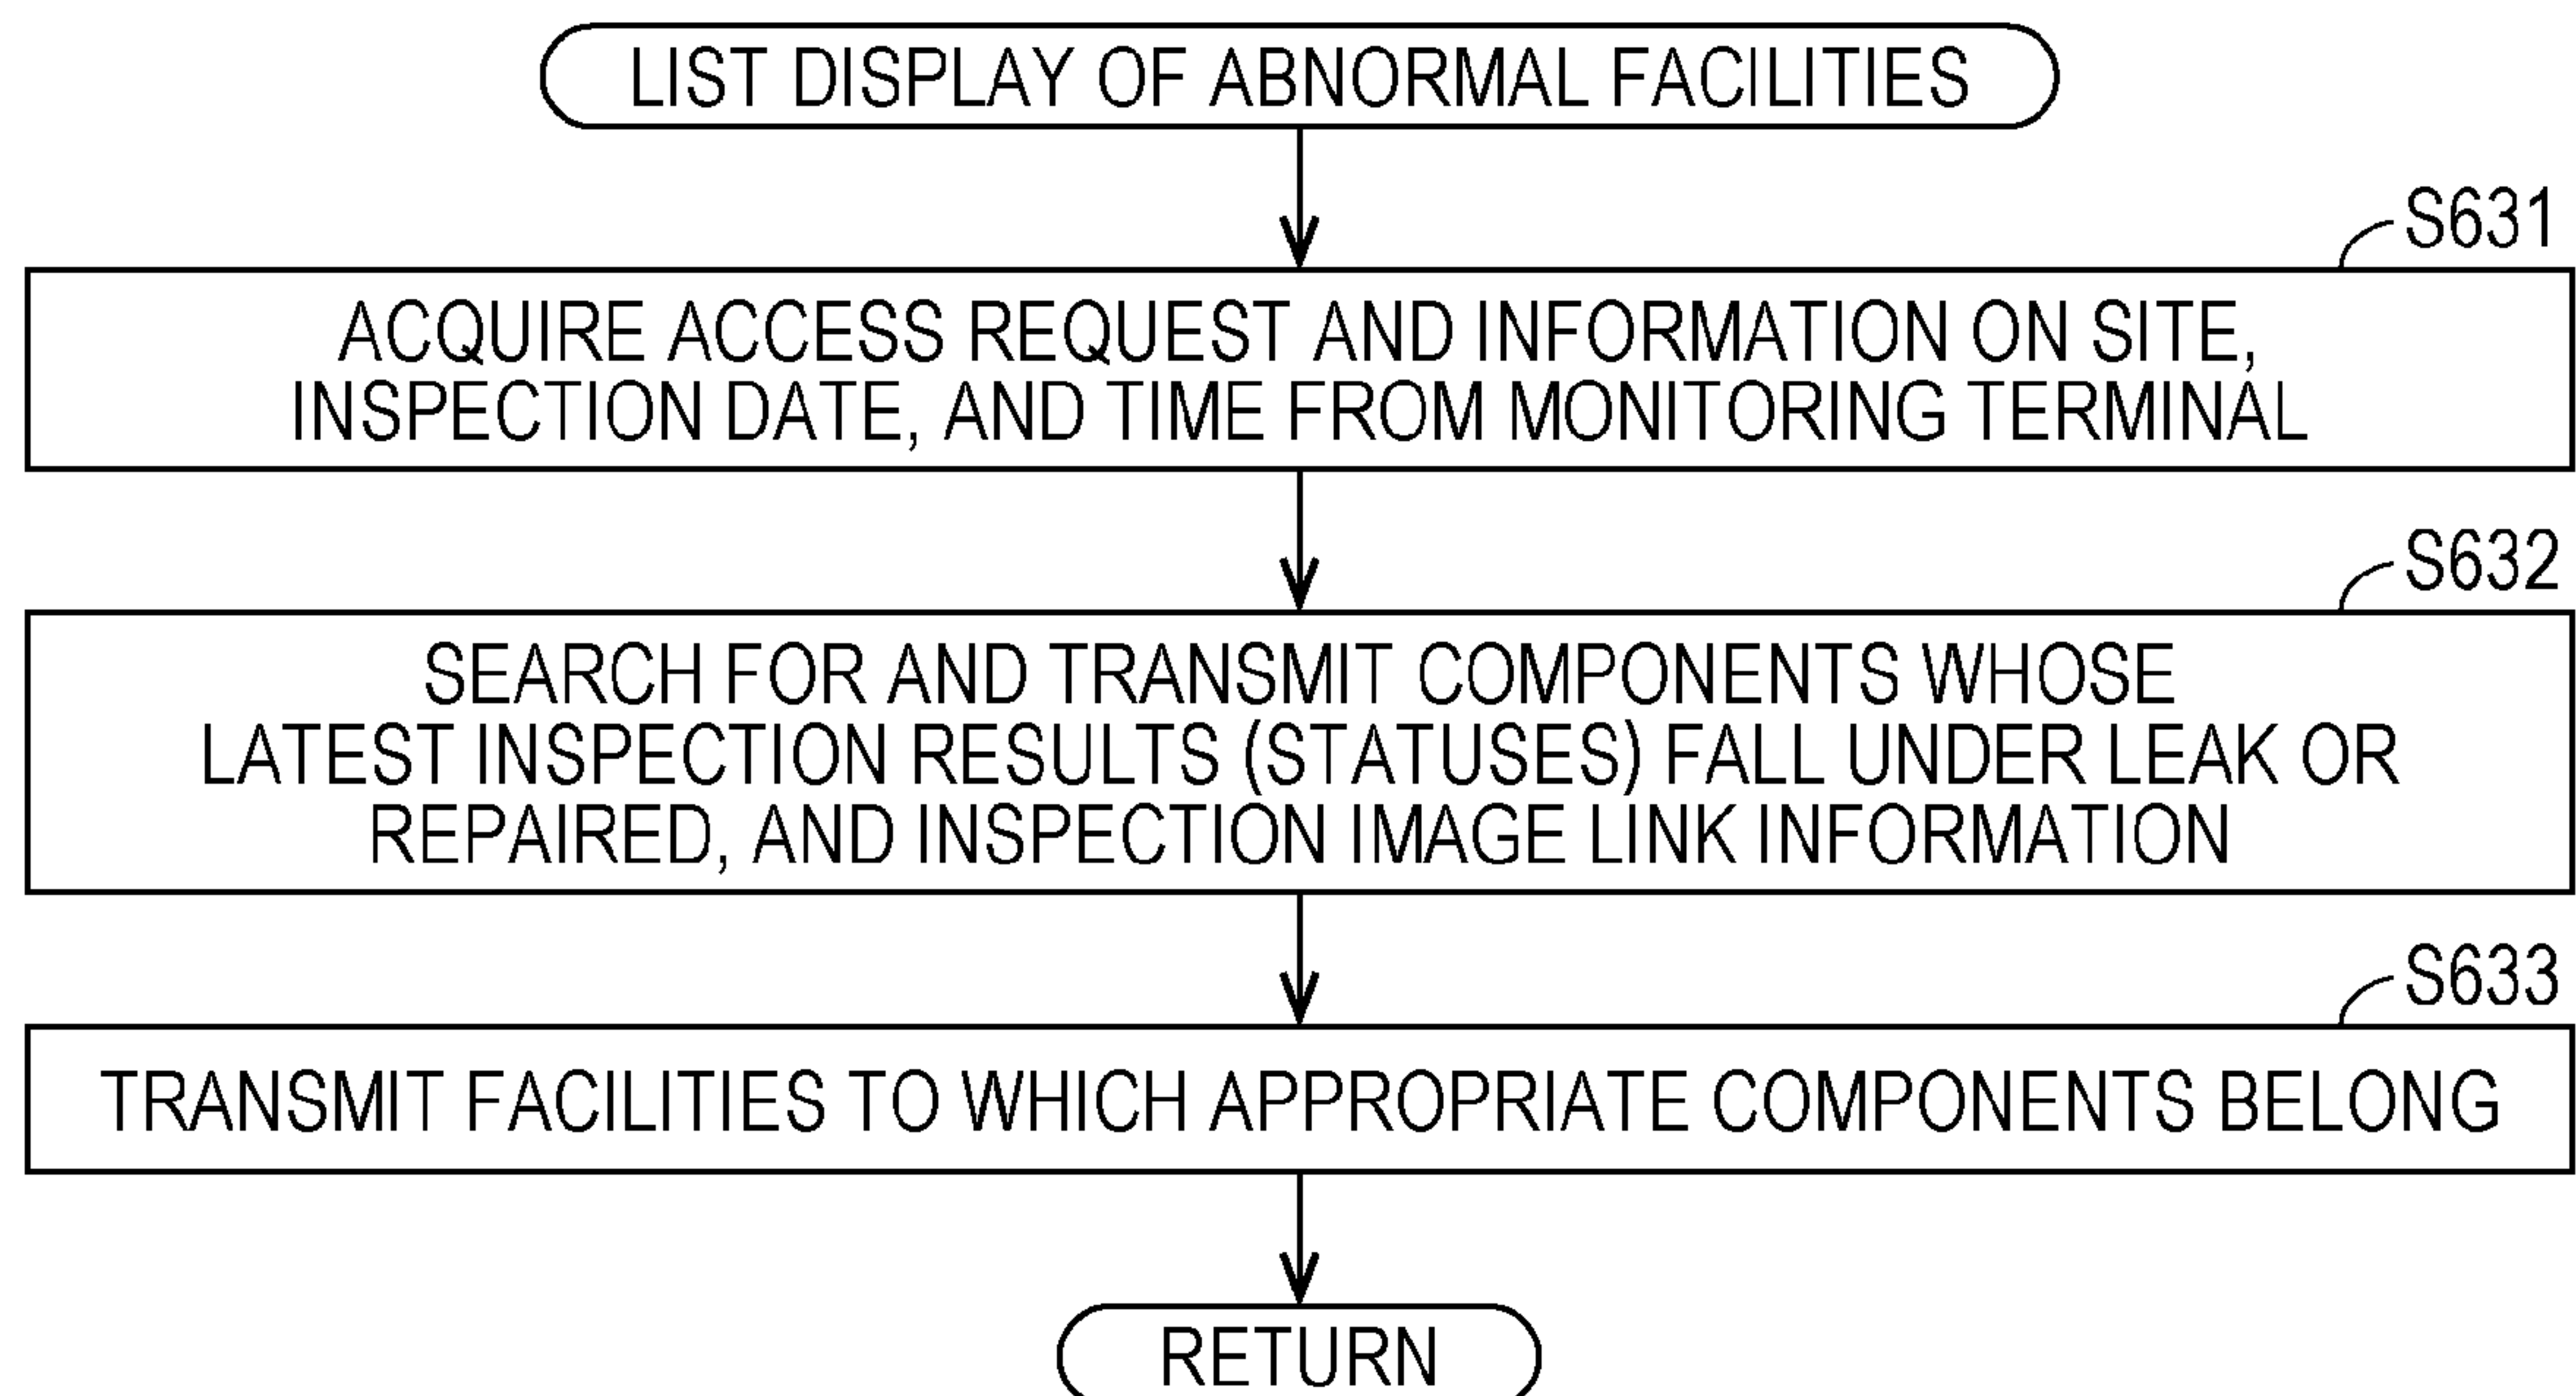 LIST DISPLAY OF ABNORMAL FACILITIES
S631
ACQUIRE ACCESS REQUEST AND INFORMATION ON SITE,
INSPECTION DATE, AND TIME FROM MONITORING TERMINAL
S632
SEARCH FOR AND TRANSMIT COMPONENTS WHOSE
LATEST INSPECTION RESULTS (STATUSES) FALL UNDER LEAK OR
REPAIRED, AND INSPECTION IMAGE LINK INFORMATION
S633
TRANSMIT FACILITIES TO WHICH APPROPRIATE COMPONENTS BELONG
RETURN